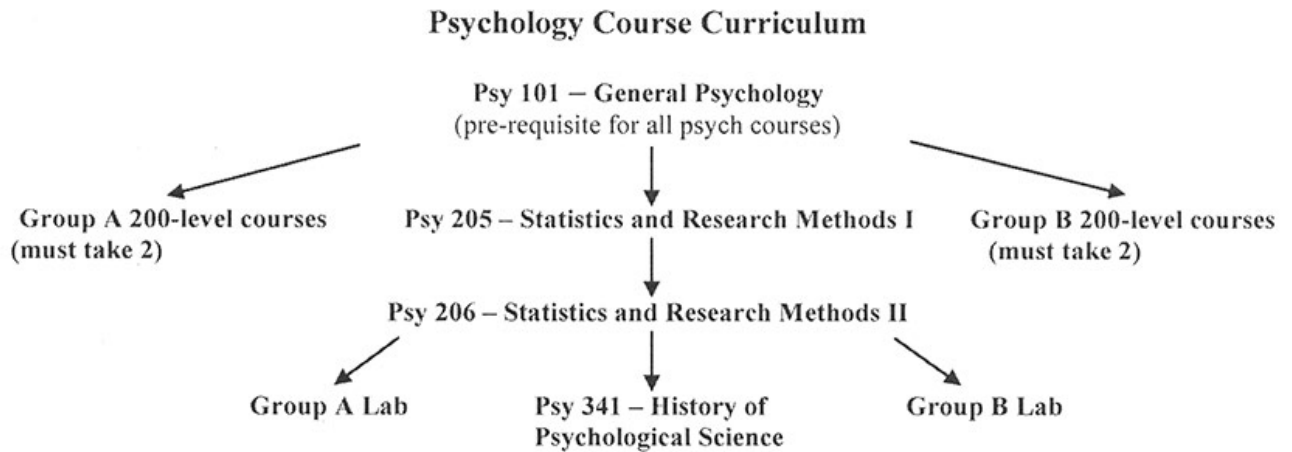 Psychology Course Curriculum
Psy 101 – General Psychology
(pre-requisite for all psych courses)
Group A 200-level courses
(must take 2)
Psy 205 – Statistics and Research Methods I
Group B 200-level courses
(must take 2)
Psy 206 – Statistics and Research Methods II
Group A Lab
Psy 341 – History of
Psychological Science
Group B Lab